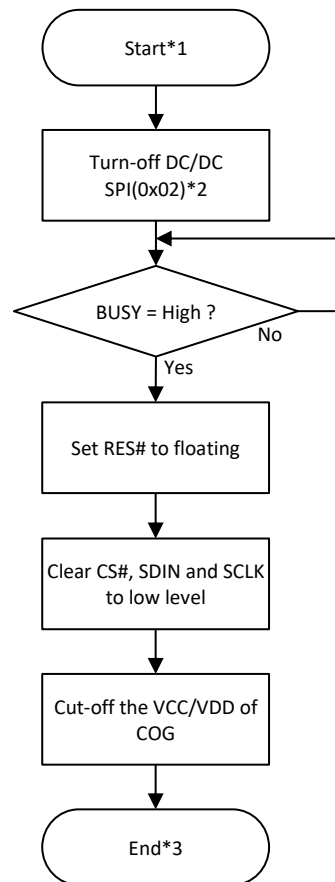 Start*1
Turn-off DC/DC
SPI(0x02)*2
BUSY = High ?
No
Yes
Set RES# to floating
Clear CS#, SDIN and SCLK
to low level
Cut-off the VCC/VDD of
COG
End*3